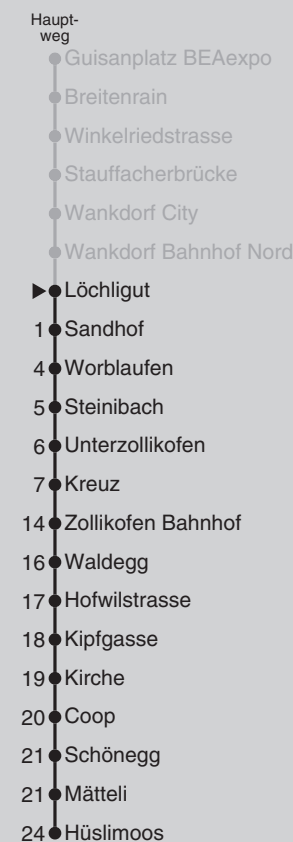 Haupt-
weg
Guisanplatz BEAexpo
Breitenrain
Winkelriedstrasse
Stauffacherbrücke
Wankdorf City
Wankdorf Bahnhof Nord
Löchligut
1 Sandhof
4 Worblaufen
5 Steinibach
6 Unterzollikofen
7 Kreuz
14 Zollikofen Bahnhof
16 Waldegg
17 Hofwilstrasse
18 Kipfgasse
19 Kirche
20 Coop
21 Schönegg
21 Mätteli
24 Hüslimoos